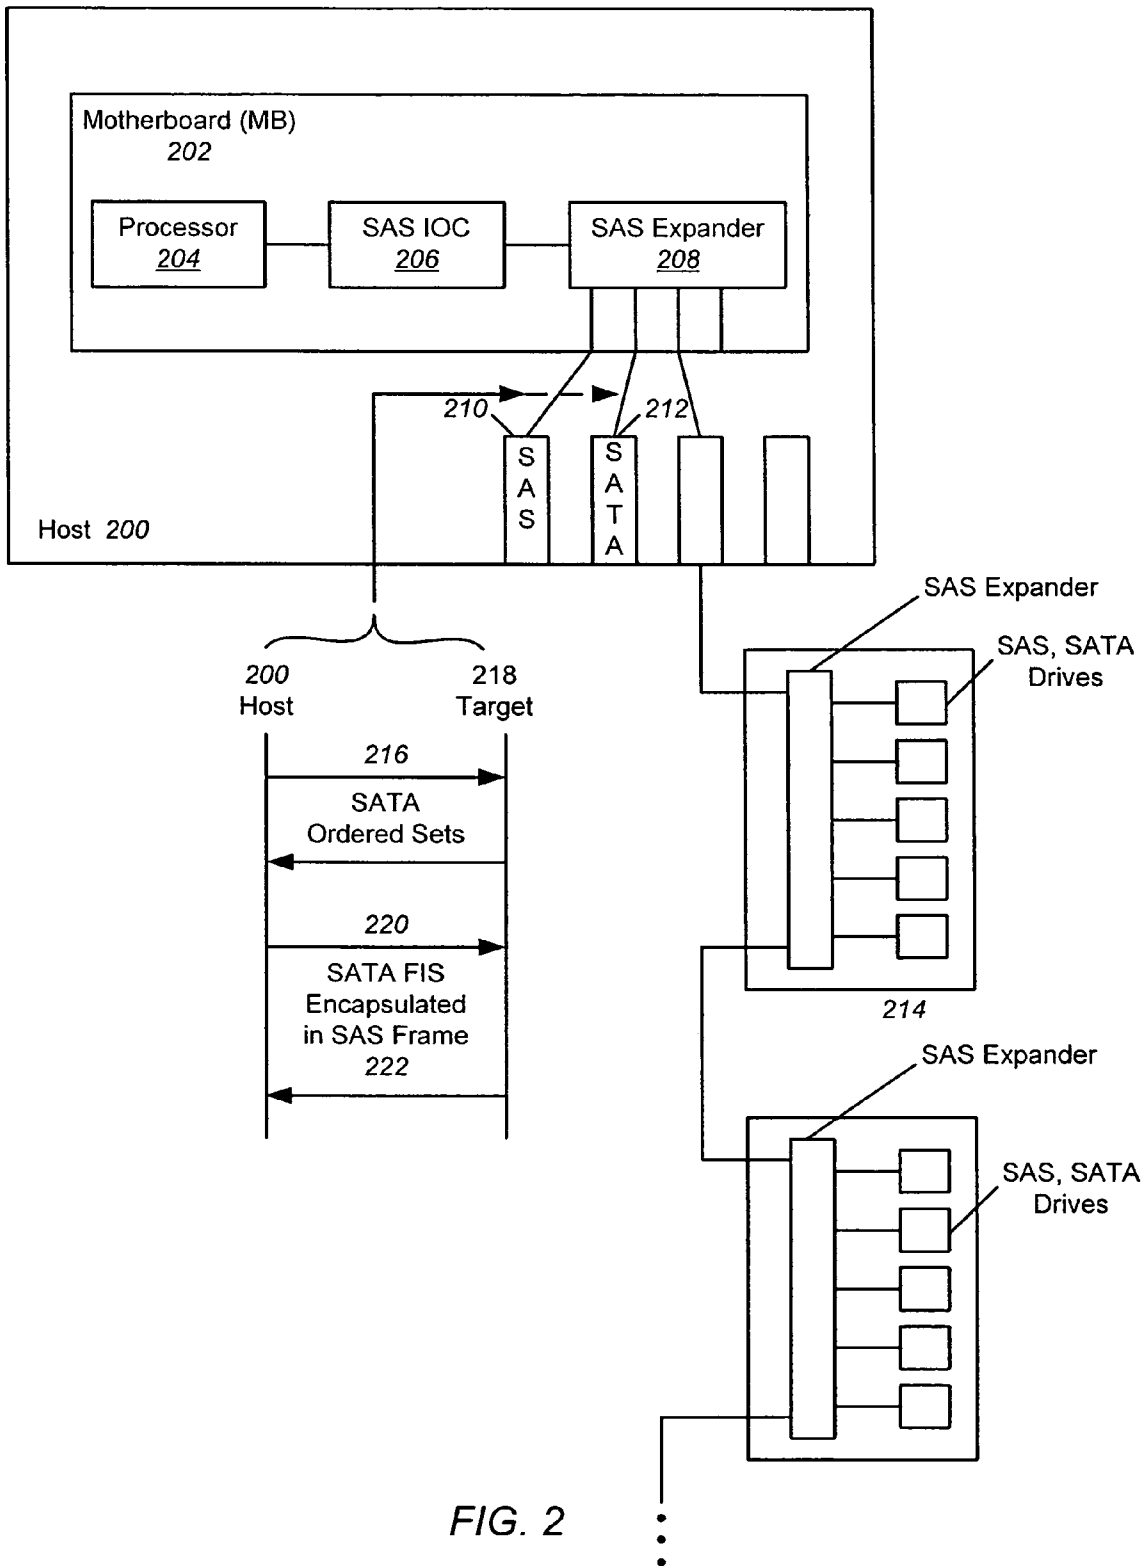 Motherboard (MB)
202
Processor
204
SAS IOC
206
SAS Expander
208
210
212
SAS
SATA
Host 200
SAS Expander
SAS, SATA
Drives
200
Host
218
Target
216
SATA
Ordered Sets
220
SATA FIS
Encapsulated
in SAS Frame
222
214
SAS Expander
SAS, SATA
Drives
FIG. 2